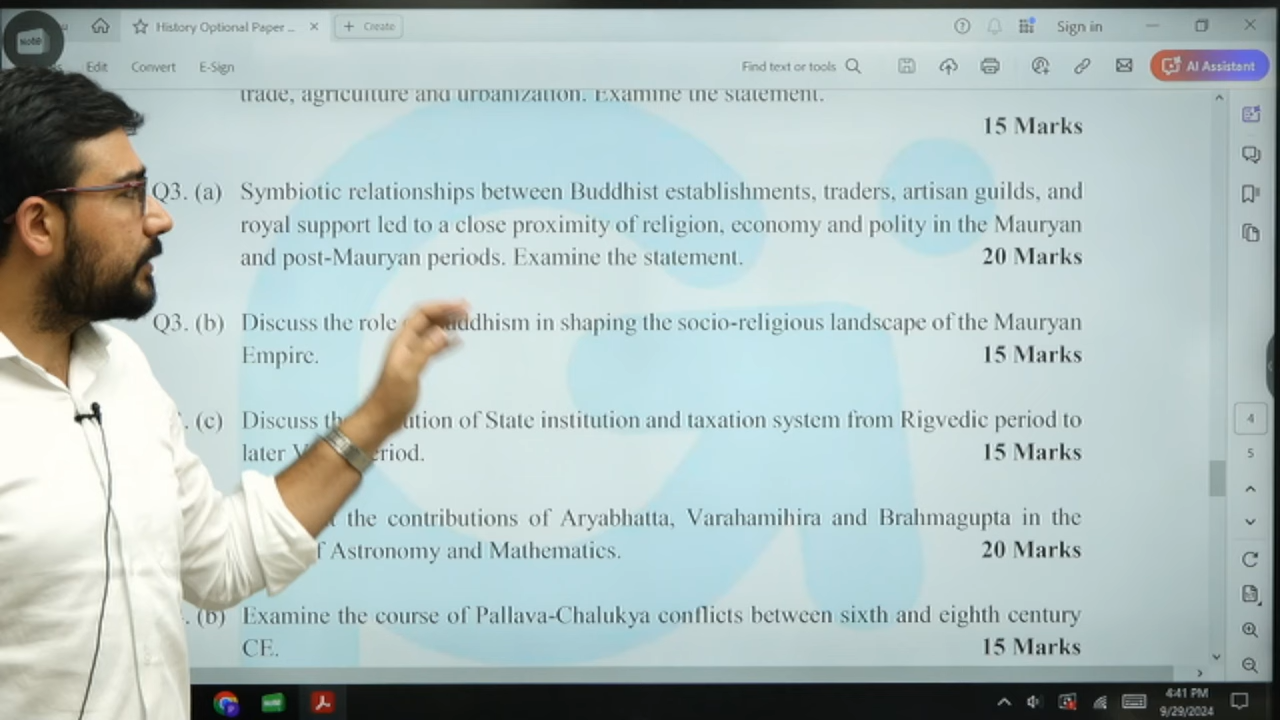 Note
History Optional Paper ...
+ Create
Sign in
Edit
Convert
E-Sign
Find text or tools
AI Assistant
trade, agriculture and urbanization. Examine the statement.
15 Marks
Q3. (a) Symbiotic relationships between Buddhist establishments, traders, artisan guilds, and
royal support led to a close proximity of religion, economy and polity in the Mauryan
and post-Mauryan periods. Examine the statement. 20 Marks
Q3. (b) Discuss the role uddhism in shaping the socio-religious landscape of the Mauryan
Empire. 15 Marks
. (c) Discuss th ution of State institution and taxation system from Rigvedic period to
later V eriod. 15 Marks
the contributions of Aryabhatta, Varahamihira and Brahmagupta in the
f Astronomy and Mathematics. 20 Marks
. (b) Examine the course of Pallava-Chalukya conflicts between sixth and eighth century
CE. 15 Marks
4
5
4:41 PM
9/29/2024